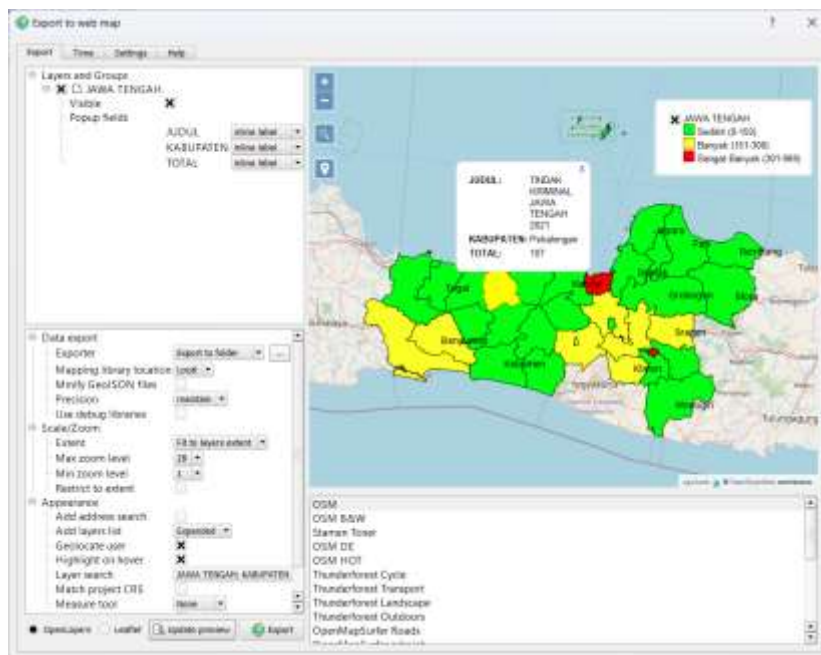 Export to web map
Export Time Settings Help
Layers and Groups
JAWA TENGAH
Visible
Popup fields
JUDUL inline label
KABUPATEN inline label
TOTAL inline label
Data export
Exporter Export to folder ...
Mapping library location Local
Minify GeoJSON files
Precision maintain
Use debug libraries
Scale/Zoom
Extent Fit to layers extent
Max zoom level 28
Min zoom level 1
Restrict to extent
Appearance
Add address search
Add layers list Expanded
Geolocate user
Highlight on hover
Layer search JAWA TENGAH: KABUPATEN
Match project CRS
Measure tool None
OpenLayers Leaflet Update preview Export
JAWA TENGAH
Sedikit (0-150)
Banyak (151-300)
Sangat Banyak (301-999)
JUDUL: TINDAK
KRIMINAL
JAWA
TENGAH
2021
KABUPATEN: Pekalongan
TOTAL:
Jepara
Pati
Rembang
Tegal
Grobogan
Blora
Sragen
Banyumas
Kebumen
Klaten
Wonogiri
Yogyakarta
Tulungagung
OSM
OSM B&W
Stamen Toner
OSM DE
OSM HOT
Thunderforest Cycle
Thunderforest Transport
Thunderforest Landscape
Thunderforest Outdoors
OpenMapSurfer Roads